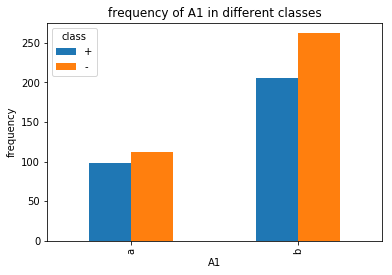 frequency of A1 in different classes
class
+
-
250
200
150
100
50
0
frequency
a
b
A1